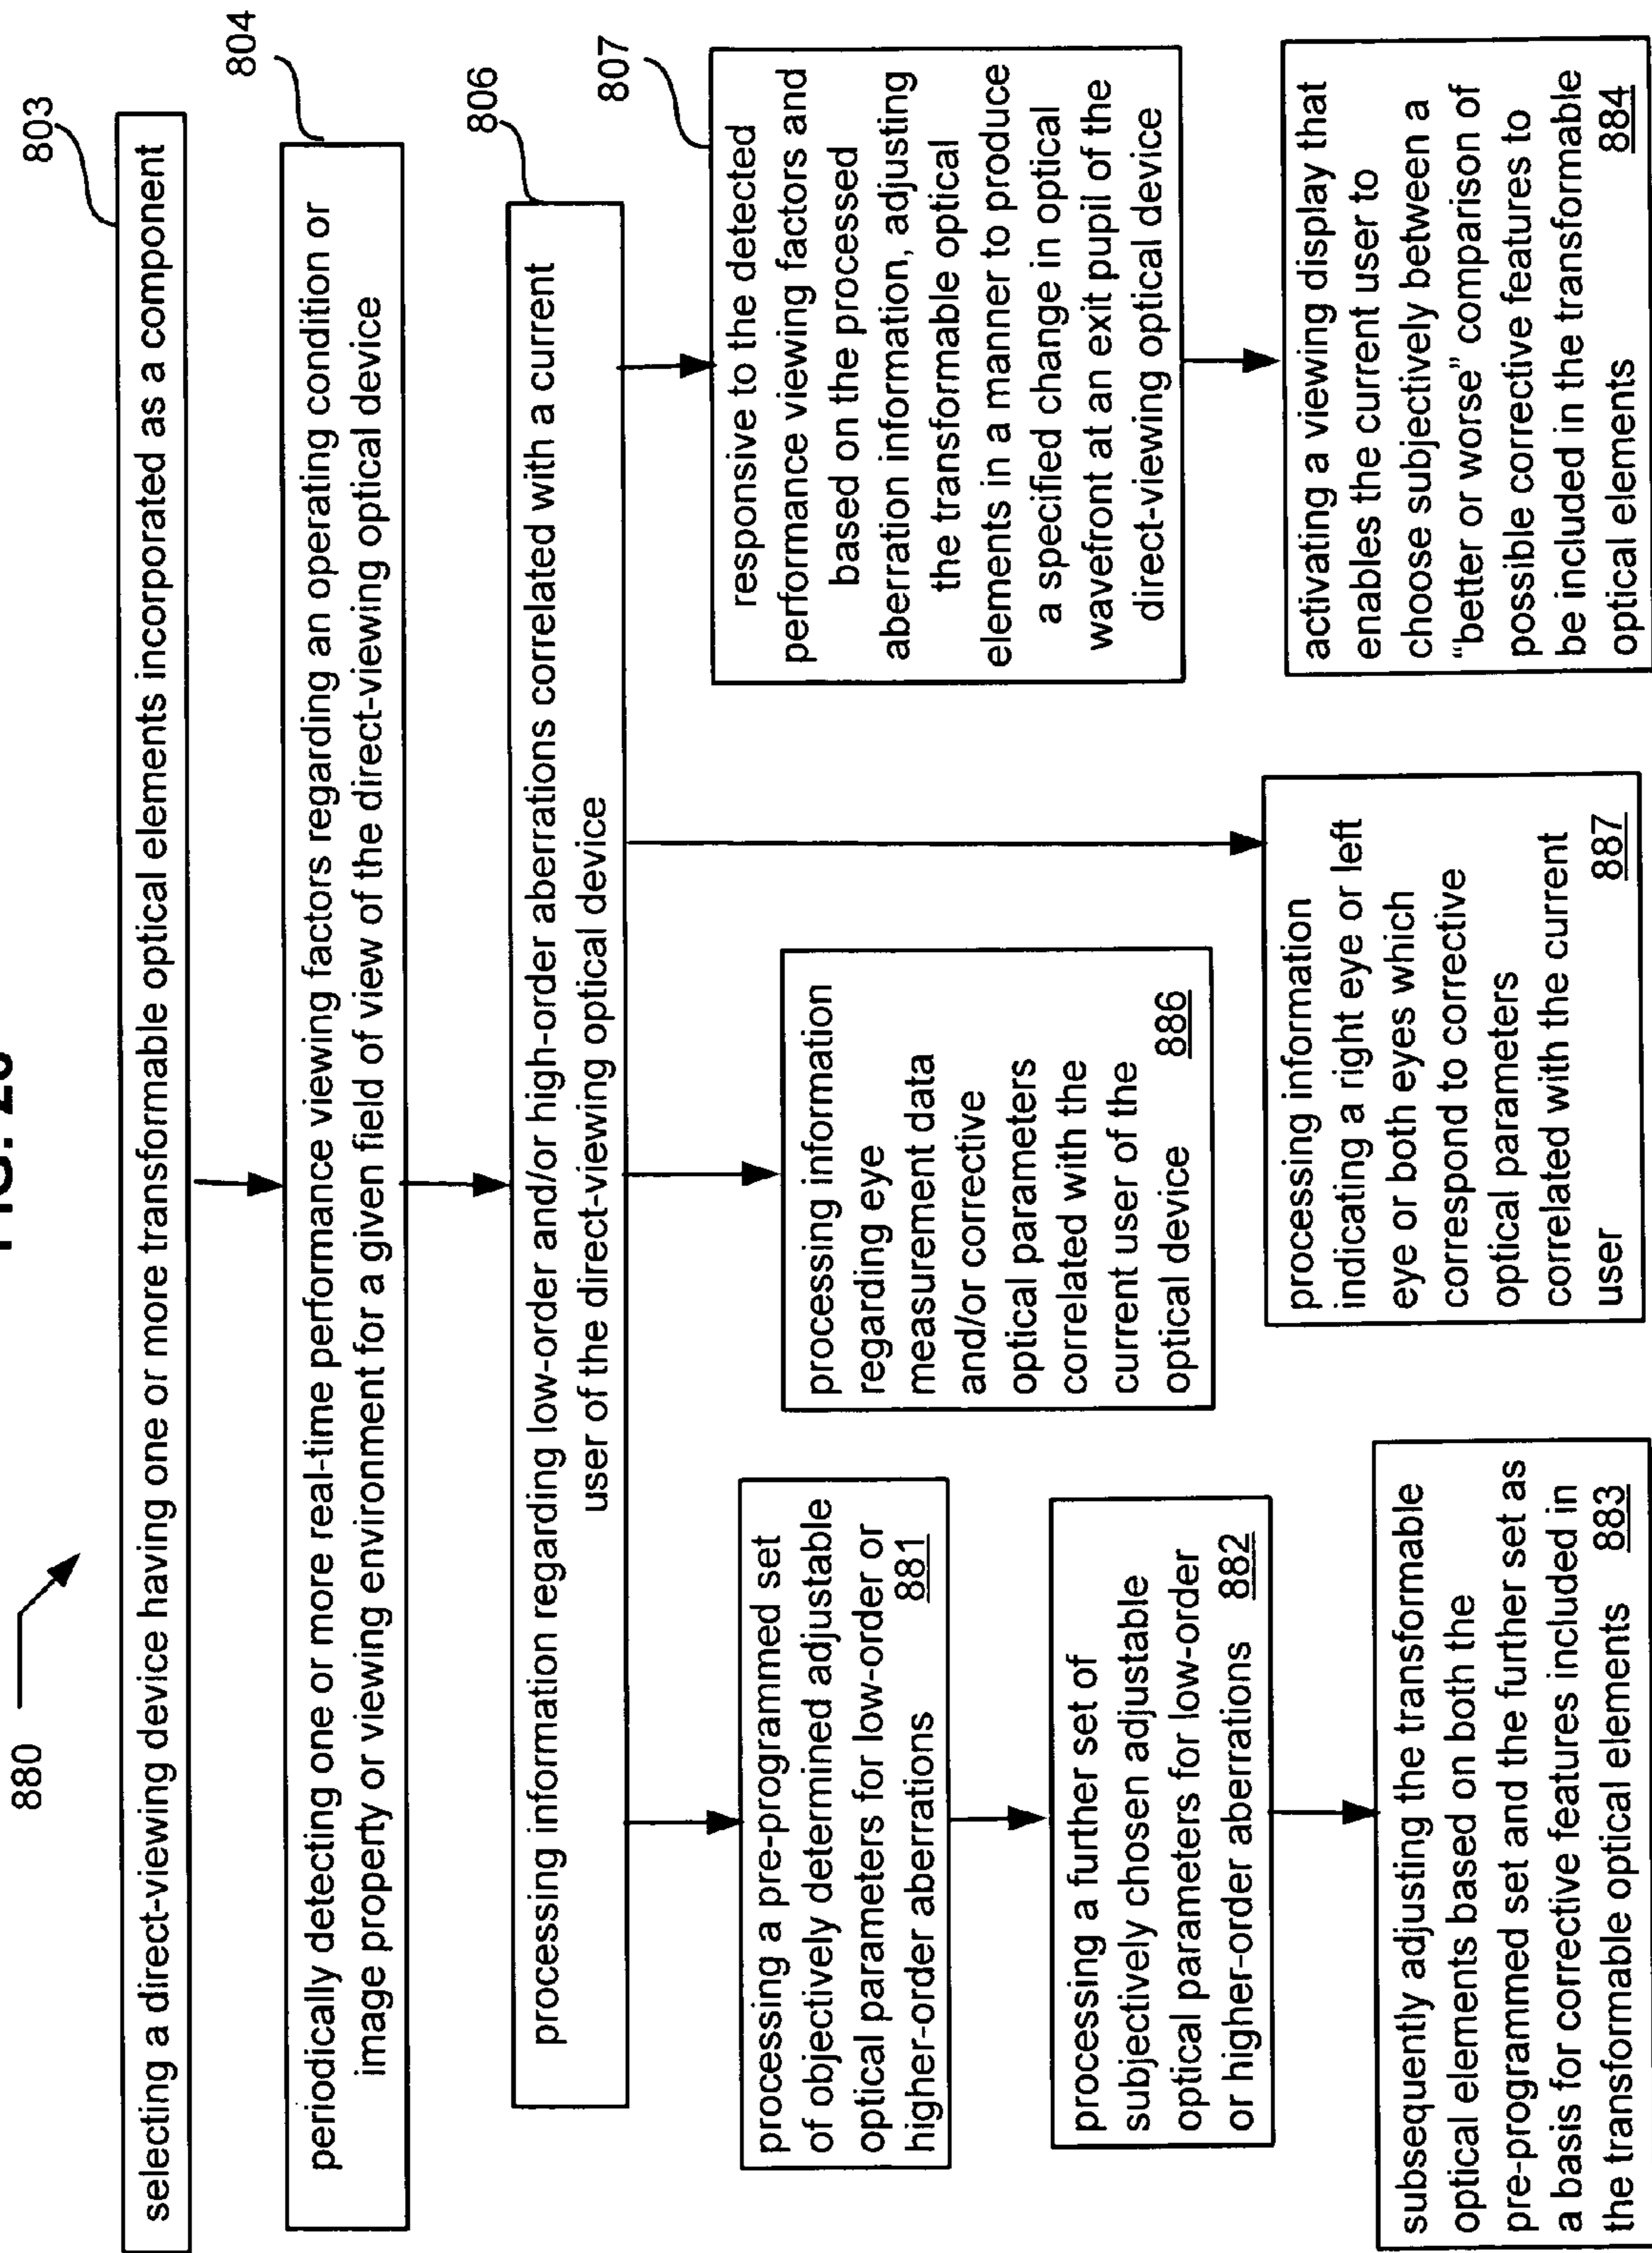 FIG.
880
803
selecting a direct-viewing device having one or more transformable optical elements incorporated as a component
804
periodically detecting one or more real-time performance viewing factors regarding an operating condition or
image property or viewing environment for a given field of view of the direct-viewing optical device
806
processing information regarding low-order and/or high-order aberrations correlated with a current
user of the direct-viewing optical device
processing a pre-programmed set
of objectively determined adjustable
optical parameters for low-order or
higher-order aberrations 881
processing a further set of
subjectively chosen adjustable
optical parameters for low-order
or higher-order aberrations 882
subsequently adjusting the transformable
optical elements based on both the
pre-programmed set and the further set as
a basis for corrective features included in
the transformable optical elements 883
processing information
regarding eye
measurement data
and/or corrective
optical parameters
correlated with the
current user of the
optical device 886
processing information
indicating a right eye or left
eye or both eyes which
correspond to corrective
optical parameters
correlated with the current
user 887
807
responsive to the detected
performance viewing factors and
based on the processed
aberration information, adjusting
the transformable optical
elements in a manner to produce
a specified change in optical
wavefront at an exit pupil of the
direct-viewing optical device
activating a viewing display that
enables the current user to
choose subjectively between a
“better or worse” comparison of
possible corrective features to
be included in the transformable
optical elements 884